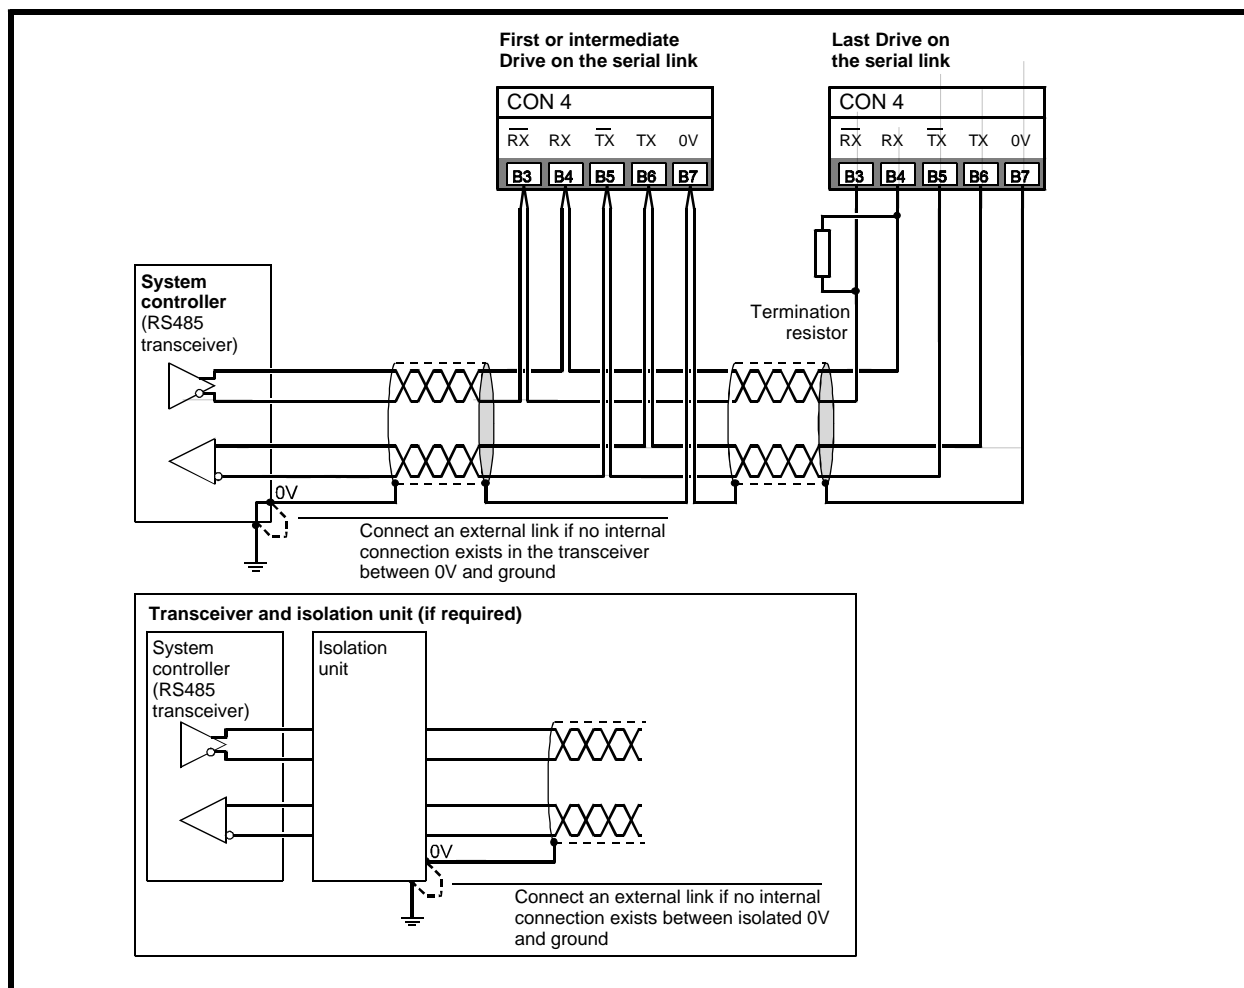 First or intermediate
Drive on the serial link
Last Drive on
the serial link
CON 4
CON 4
R̅X̅ RX T̅X̅ TX 0V
R̅X̅ RX T̅X̅ TX 0V
B3 B4 B5 B6 B7
B3 B4 B5 B6 B7
System
controller
(RS485
transceiver)
Termination
resistor
0V
Connect an external link if no internal
connection exists in the transceiver
between 0V and ground
Transceiver and isolation unit (if required)
System
controller
(RS485
transceiver)
Isolation
unit
0V
Connect an external link if no internal
connection exists between isolated 0V
and ground